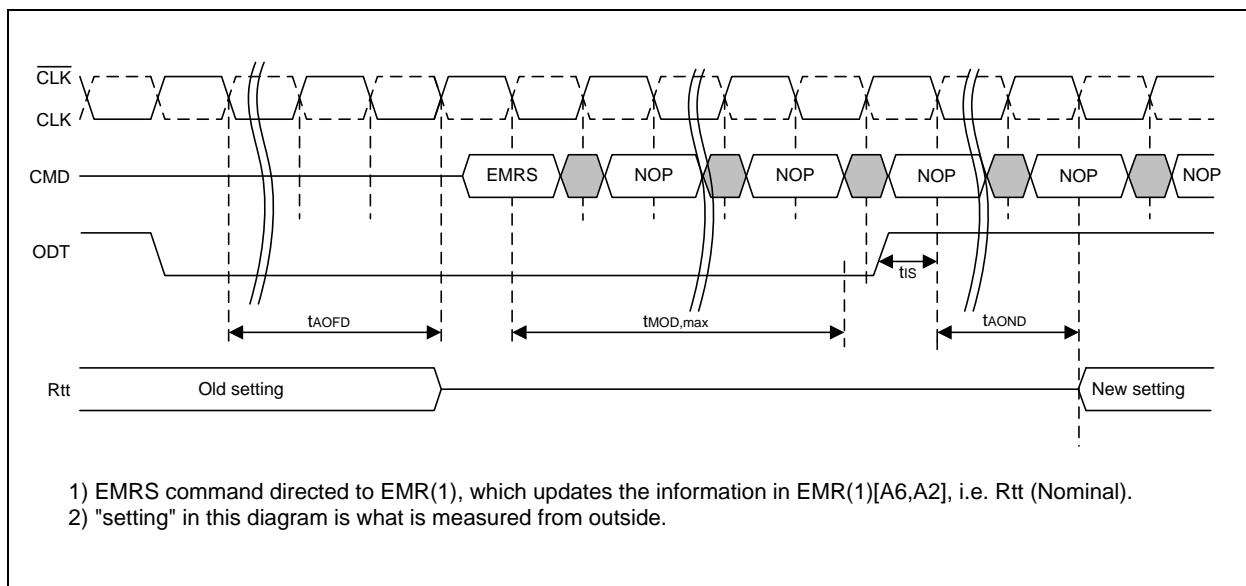 CLK
CLK
CMD EMRS NOP NOP NOP NOP NOP
ODT
tIS
tAOFD tMOD,max tAOND
Rtt Old setting New setting
1) EMRS command directed to EMR(1), which updates the information in EMR(1)[A6,A2], i.e. Rtt (Nominal).
2) "setting" in this diagram is what is measured from outside.